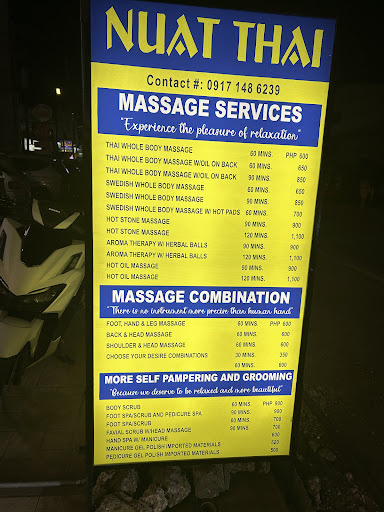 NUAT THAI
Contact #: 0917 148 6239
MASSAGE SERVICES
"Experience the pleasure of relaxation"
THAI WHOLE BODY MASSAGE 60 MINS. PHP 600
THAI WHOLE BODY MASSAGE W/OIL ON BACK 60 MINS. 650
THAI WHOLE BODY MASSAGE W/OIL ON BACK 90 MINS. 850
SWEDISH WHOLE BODY MASSAGE 60 MINS. 650
SWEDISH WHOLE BODY MASSAGE 90 MINS. 850
SWEDISH WHOLE BODY MASSAGE W/ HOT PADS 60 MINS. 700
HOT STONE MASSAGE 90 MINS. 900
HOT STONE MASSAGE 120 MINS. 1,100
AROMA THERAPY W/ HERBAL BALLS 90 MINS. 900
AROMA THERAPY W/ HERBAL BALLS 120 MINS. 1,100
HOT OIL MASSAGE 90 MINS. 900
HOT OIL MASSAGE 120 MINS. 1,100
MASSAGE COMBINATION
"There is no instrument more precise than human hand"
FOOT, HAND & LEG MASSAGE 60 MINS. PHP 600
BACK & HEAD MASSAGE 60 MINS. 600
SHOULDER & HEAD MASSAGE 60 MINS. 600
CHOOSE YOUR DESIRE COMBINATIONS 30 MINS. 350
60 MINS. 600
MORE SELF PAMPERING AND GROOMING
"Because we deserve to be relaxed and more beautiful"
BODY SCRUB 60 MINS. PHP
FOOT SPA/SCRUB AND PEDICURE SPA 90 MINS. 900
FOOT SPA/SCRUB 60 MINS. 700
FAVIAL SCRUB W/HEAD MASSAGE 90 MINS. 700
HAND SPA W/ MANICURE
MANICURE GEL POLISH IMPORTED MATERIALS
PEDICURE GEL POLISH IMPORTED MATERIALS 500